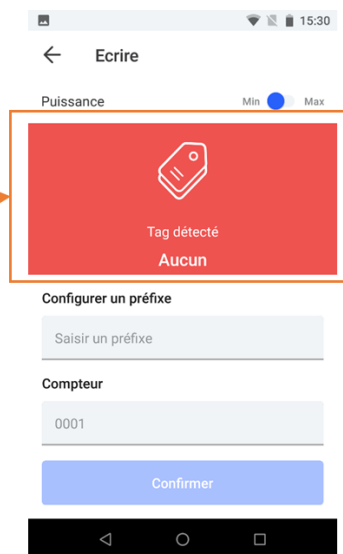 15:30
Ecrire
Puissance Min Max
Tag détecté
Aucun
Configurer un préfixe
Saisir un préfixe
Compteur
0001
Confirmer